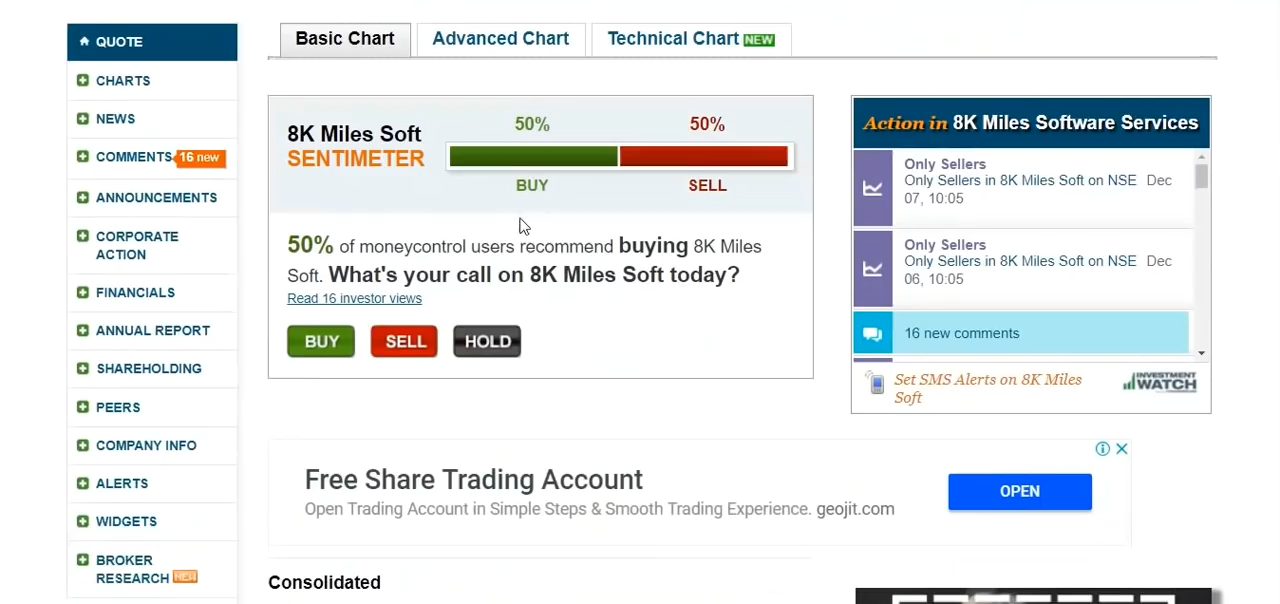 QUOTE
CHARTS
NEWS
COMMENTS 16 new
ANNOUNCEMENTS
CORPORATE
ACTION
FINANCIALS
ANNUAL REPORT
SHAREHOLDING
PEERS
COMPANY INFO
ALERTS
WIDGETS
BROKER
RESEARCH NEW
Basic Chart
Advanced Chart
Technical Chart NEW
8K Miles Soft
SENTIMETER
50%
50%
BUY
SELL
50% of moneycontrol users recommend buying 8K Miles
Soft. What's your call on 8K Miles Soft today?
Read 16 investor views
BUY
SELL
HOLD
Action in 8K Miles Software Services
Only Sellers
Only Sellers in 8K Miles Soft on NSE Dec
07, 10:05
Only Sellers
Only Sellers in 8K Miles Soft on NSE Dec
06, 10:05
16 new comments
Set SMS Alerts on 8K Miles
Soft
INVESTMENT
WATCH
Free Share Trading Account
Open Trading Account in Simple Steps & Smooth Trading Experience. geojit.com
OPEN
Consolidated